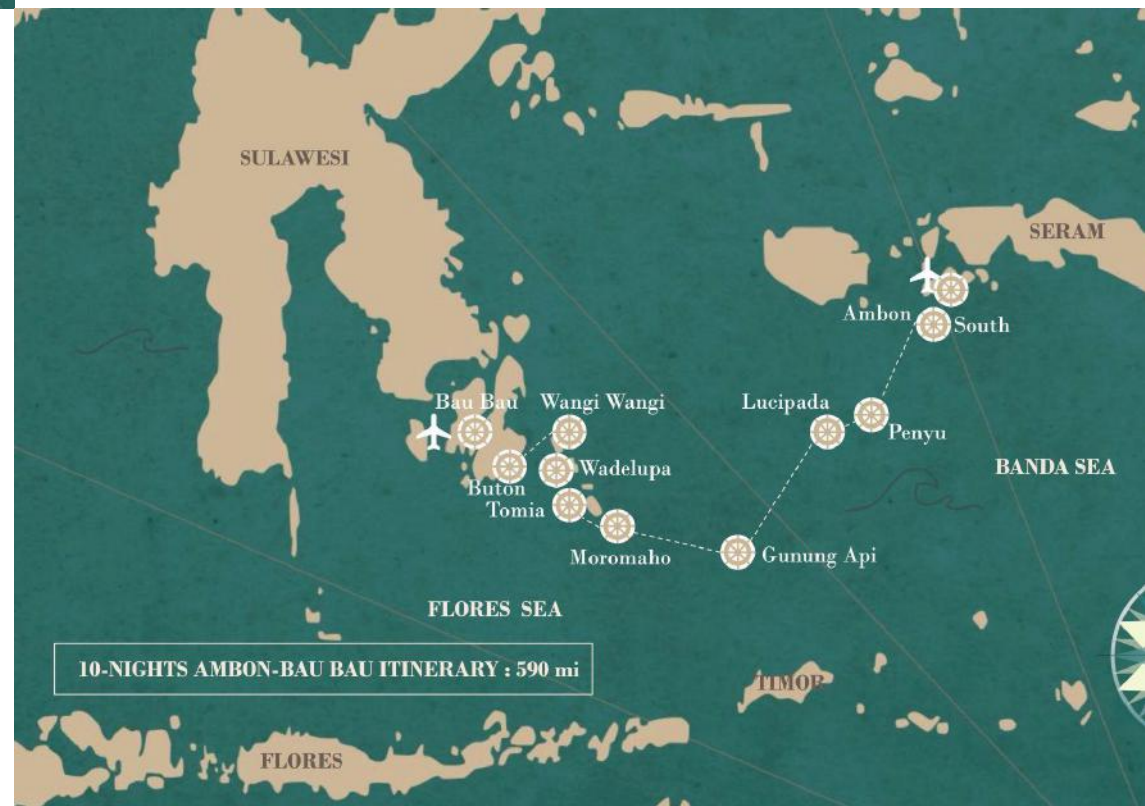 SULAWESI
SERAM
Ambon
South
Bau Bau
Wangi Wangi
Lucipada
Penyu
Wadelupa
BANDA SEA
Buton
Tomia
Moromaho
Gunung Api
FLORES SEA
10-NIGHTS AMBON-BAU BAU ITINERARY : 590 mi
TIMOR
FLORES